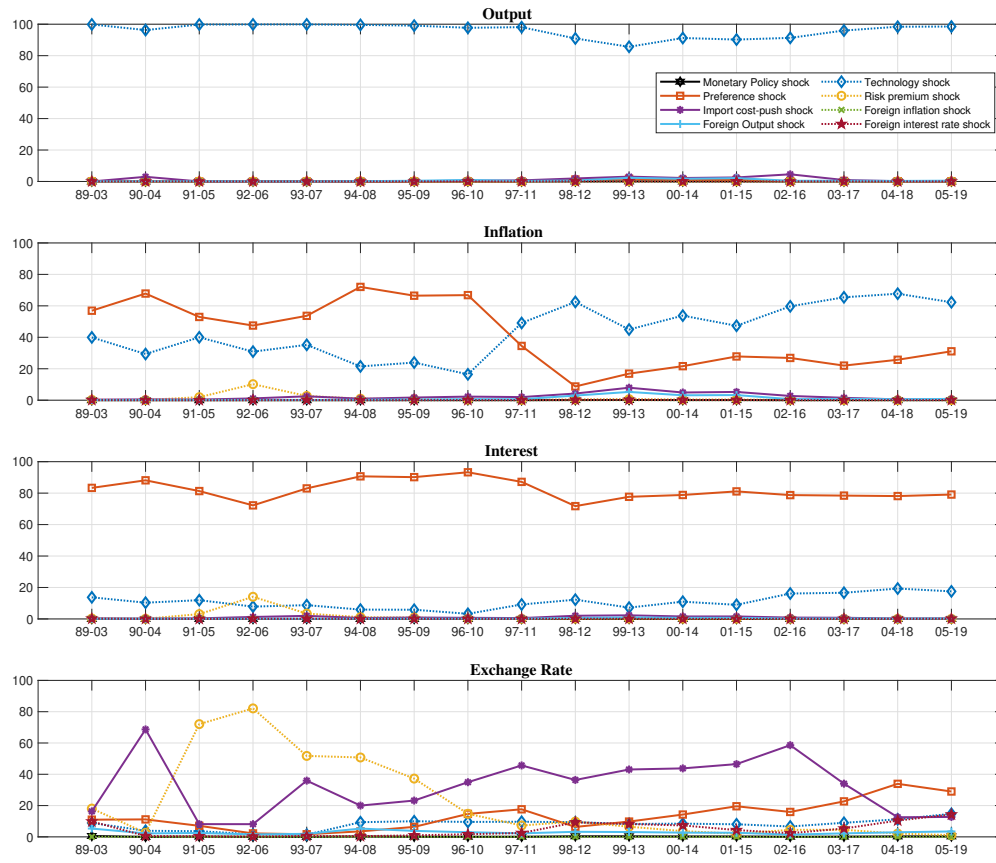 Output
100
80
60
40
20
0
Monetary Policy shock Technology shock
Preference shock Risk premium shock
Import cost-push shock Foreign inflation shock
Foreign Output shock Foreign interest rate shock
89-03 90-04 91-05 92-06 93-07 94-08 95-09 96-10 97-11 98-12 99-13 00-14 01-15 02-16 03-17 04-18 05-19
Inflation
100
80
60
40
20
0
89-03 90-04 91-05 92-06 93-07 94-08 95-09 96-10 97-11 98-12 99-13 00-14 01-15 02-16 03-17 04-18 05-19
Interest
100
80
60
40
20
0
89-03 90-04 91-05 92-06 93-07 94-08 95-09 96-10 97-11 98-12 99-13 00-14 01-15 02-16 03-17 04-18 05-19
Exchange Rate
100
80
60
40
20
0
89-03 90-04 91-05 92-06 93-07 94-08 95-09 96-10 97-11 98-12 99-13 00-14 01-15 02-16 03-17 04-18 05-19